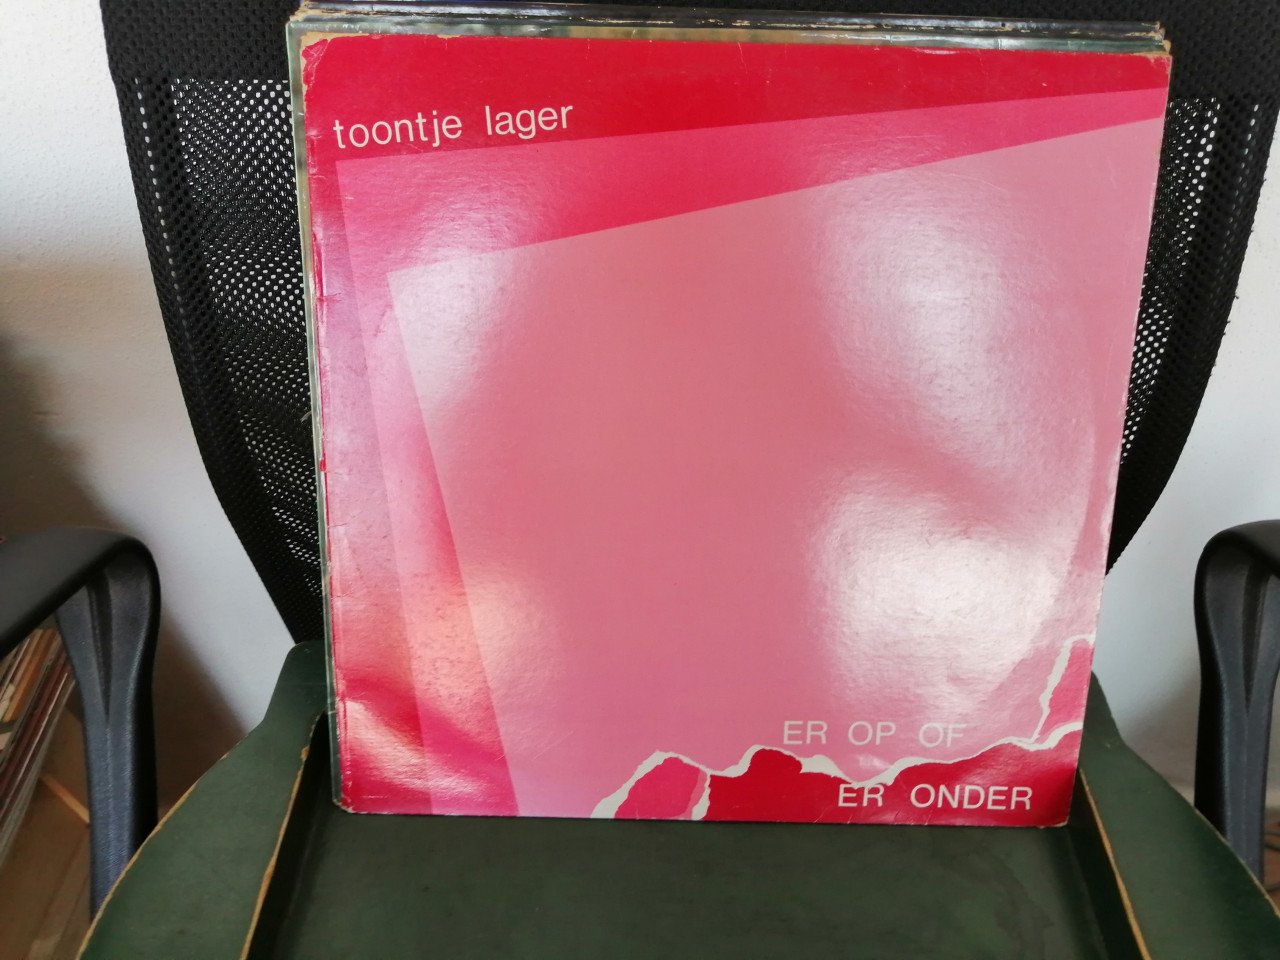 toontje lager
ER OP OF
ER ONDER